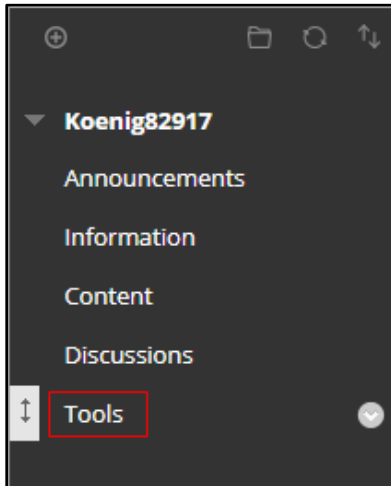 Koenig82917
Announcements
Information
Content
Discussions
Tools